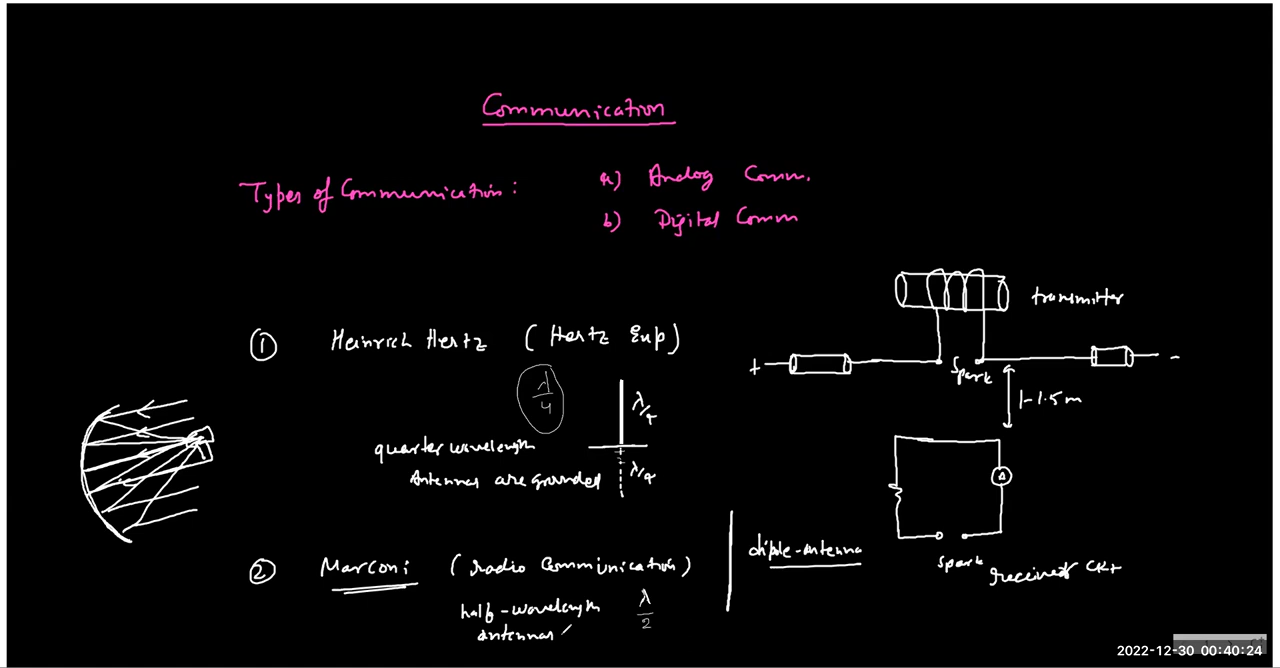 Communication
Types of Communication :
a) Analog Comm.
b) Digital Comm
transmitter
① Heinrich Hertz ( Hertz Exp)
+
Spark
-
1-1.5m
λ/4
λ/4
quarter wavelength
Antennas are grounded
λ/4
A
② Marconi ( radio Communication)
dipole-antenna
Spark
received CKt
half-wavelength
λ/2
antennas
2022-12-30 00:40:24